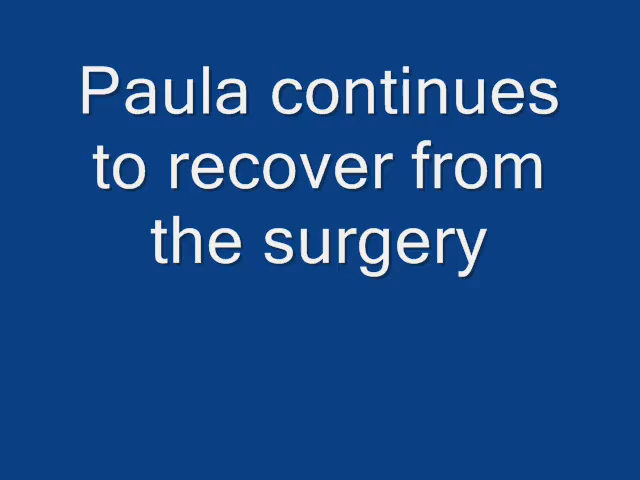 Paula continues
to recover from
the surgery